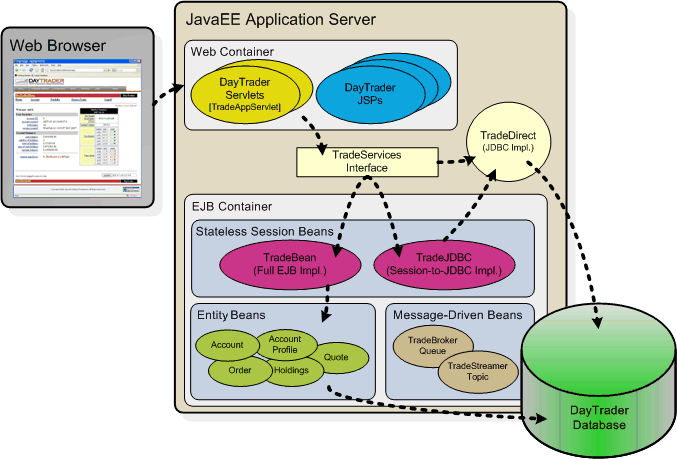 Web Browser
DAYTRADER
JavaEE Application Server
Web Container
DayTrader
Servlets
[TradeAppServlet]
DayTrader
JSPs
TradeServices
Interface
TradeDirect
(JDBC Impl.)
EJB Container
Stateless Session Beans
TradeBean
(Full EJB Impl.)
TradeJDBC
(Session-to-JDBC Impl.)
Entity Beans
Account
Account
Profile
Quote
Order
Holdings
Message-Driven Beans
TradeBroker
Queue
TradeStreamer
Topic
DayTrader
Database